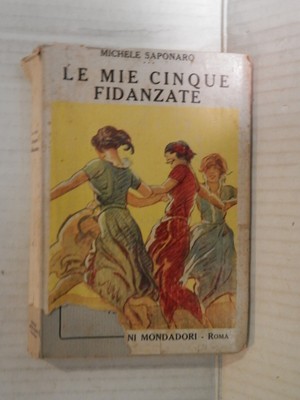 MICHELE SAPONARO
LE MIE CINQUE
FIDANZATE
NI MONDADORI - ROMA